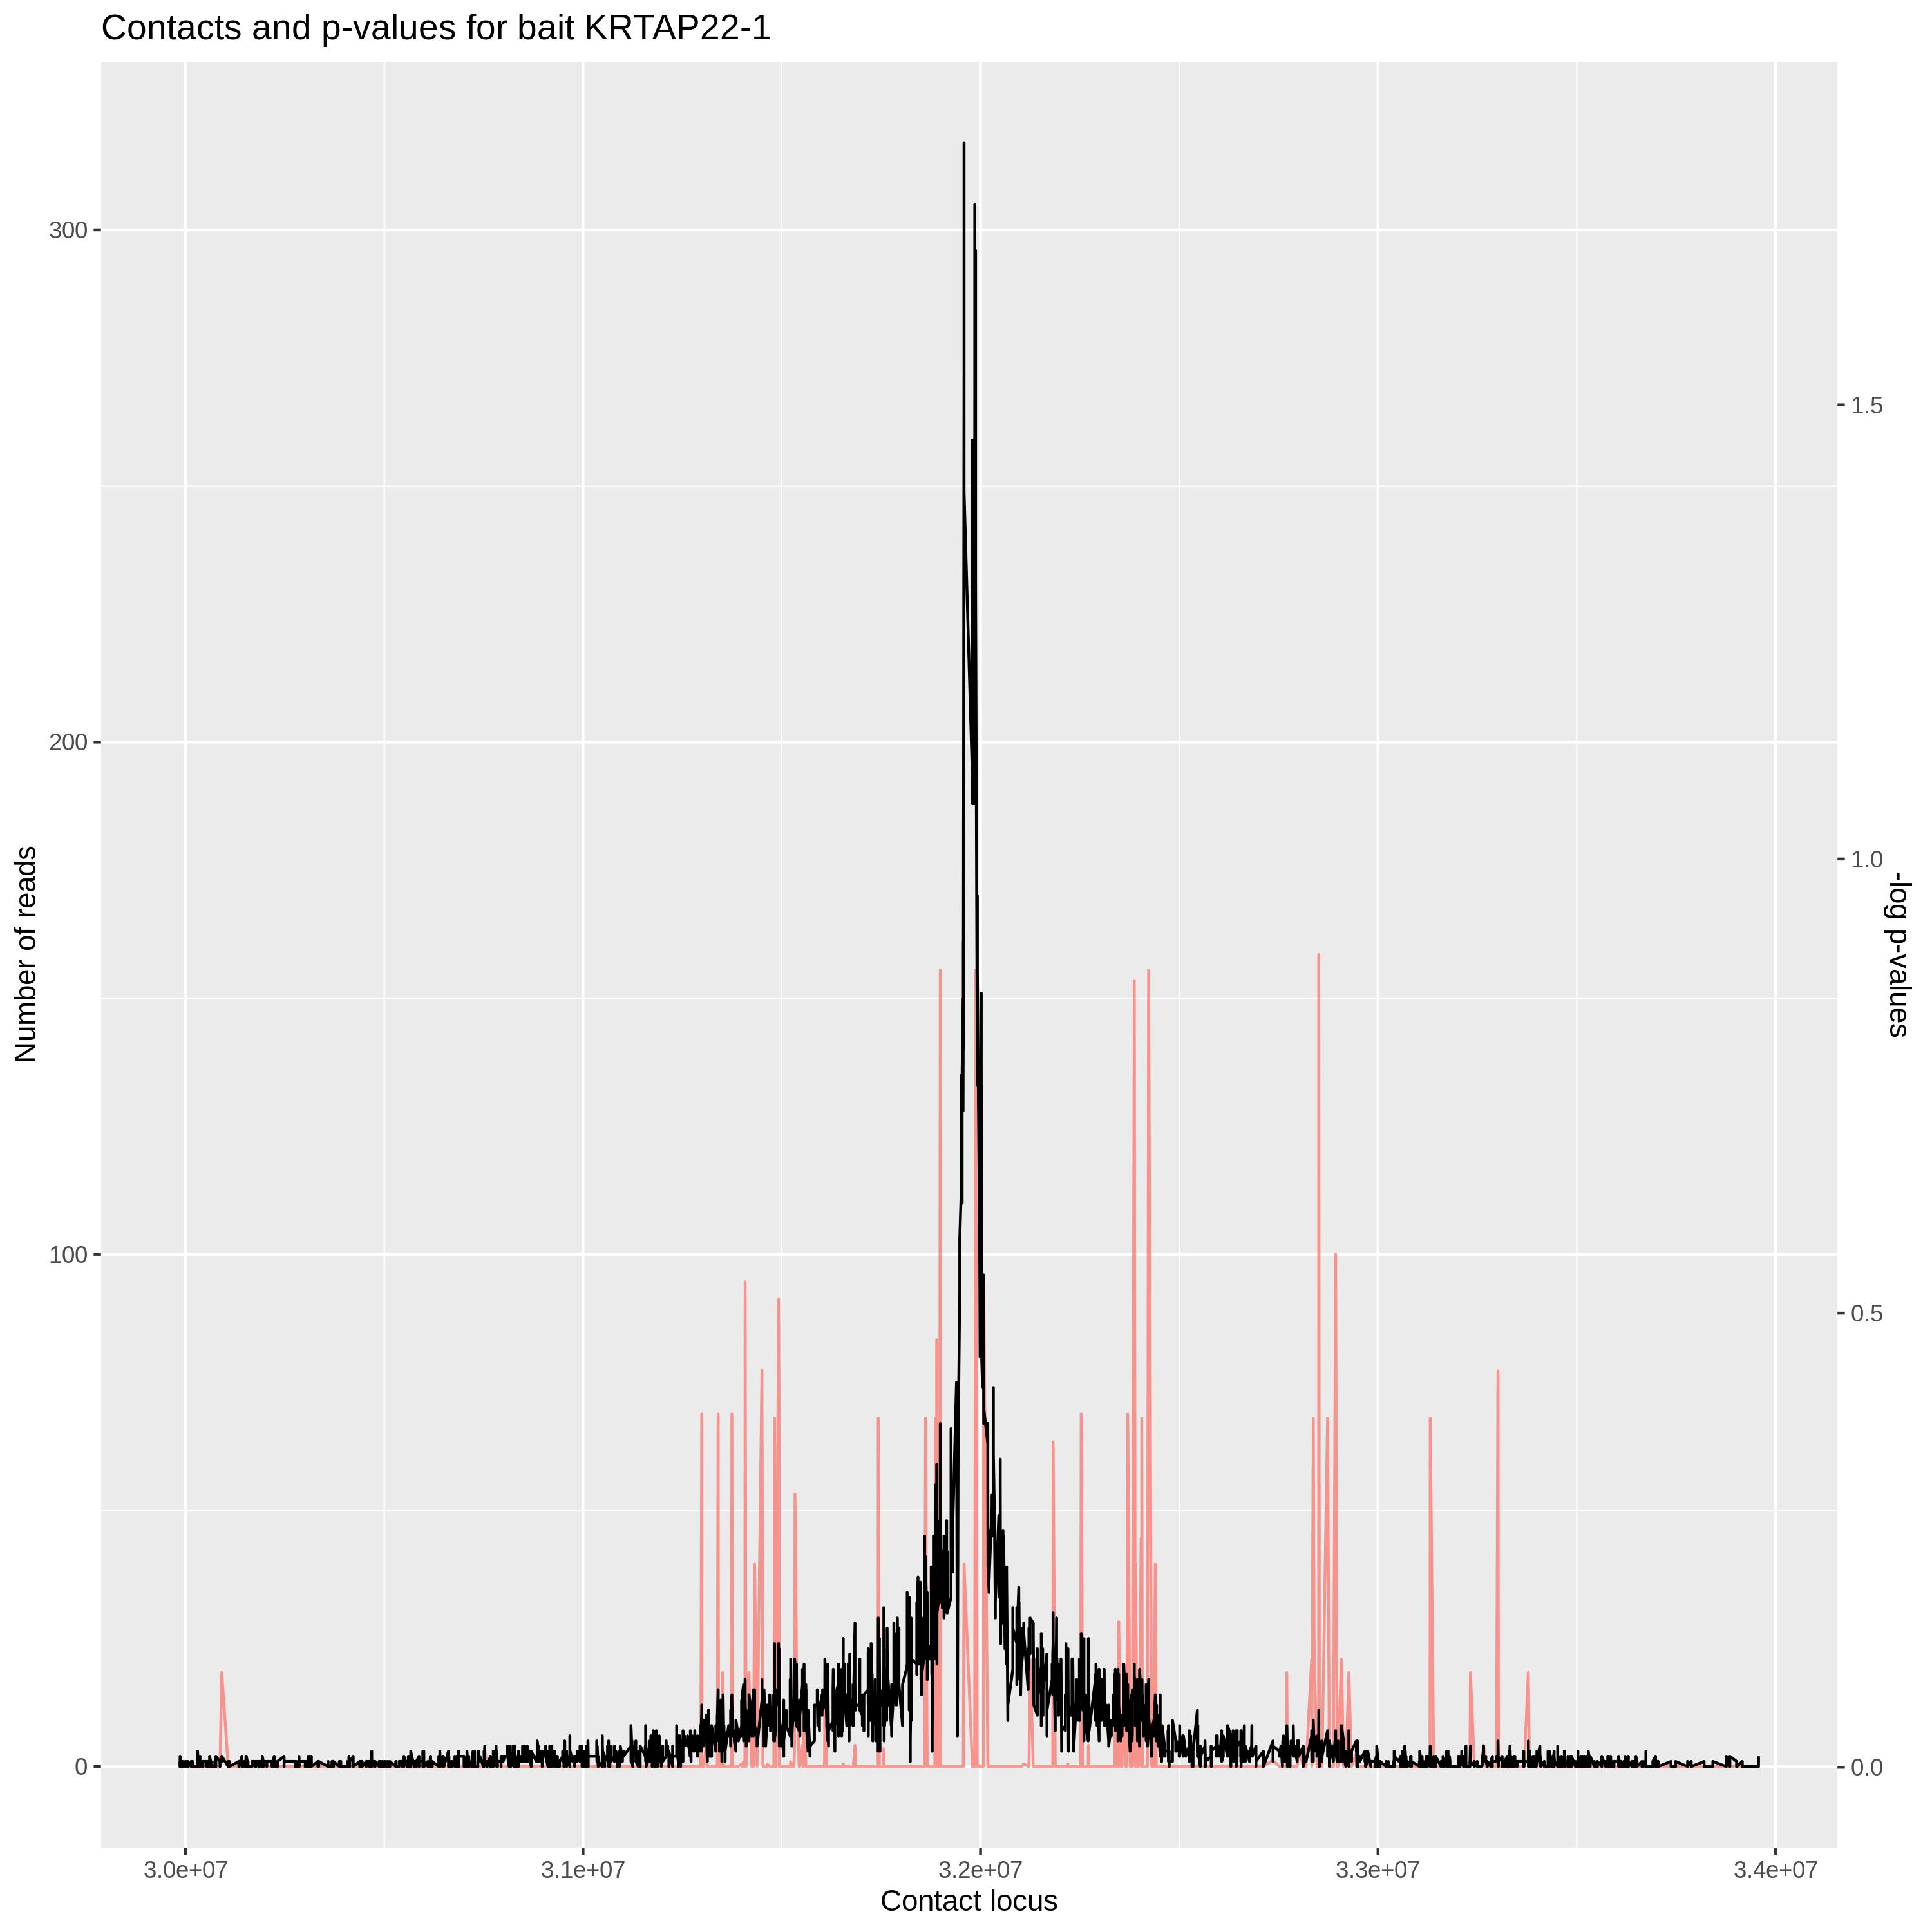 Contacts and p-values for bait KRTAP22-1
300
200
100
0
Number of reads
1.5
1.0
0.5
0.0
-log p-values
3.0e+07
3.1e+07
3.2e+07
3.3e+07
3.4e+07
Contact locus